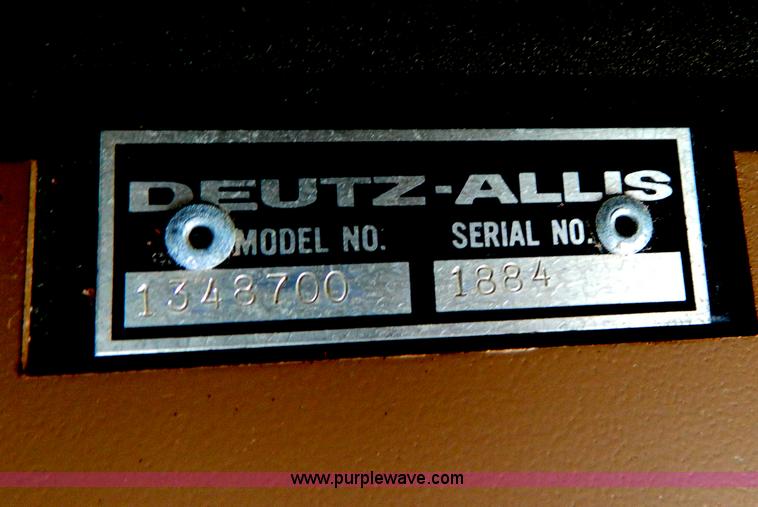 DEUTZ-ALLIS
MODEL NO. SERIAL NO.
1348700 1884
www.purplewave.com